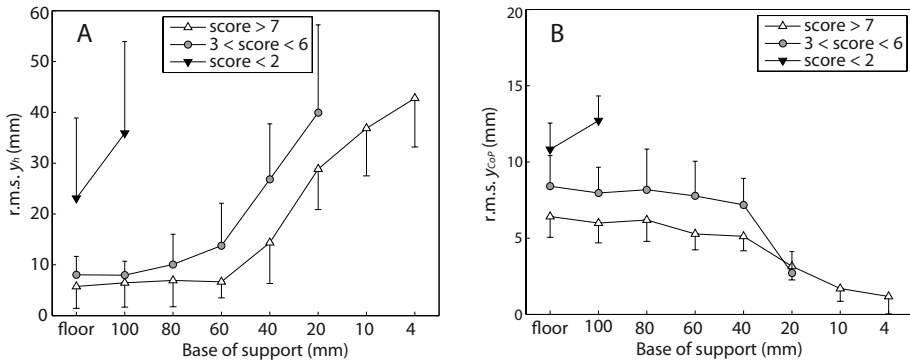 A
score > 7
3 < score < 6
score < 2
r.m.s. yh (mm)
60
50
40
30
20
10
0
floor 100 80 60 40 20 10 4
Base of support (mm)
B
score > 7
3 < score < 6
score < 2
r.m.s. yCoP (mm)
20
15
10
5
0
floor 100 80 60 40 20 10 4
Base of support (mm)